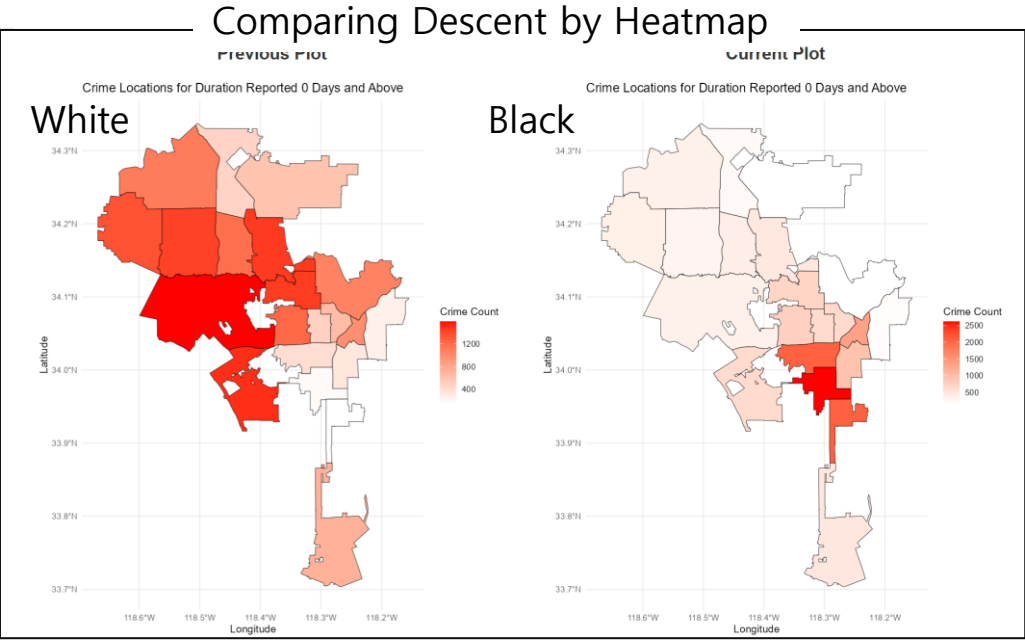 Comparing Descent by Heatmap
Previous Plot
Current Plot
Crime Locations for Duration Reported 0 Days and Above
Crime Locations for Duration Reported 0 Days and Above
White
Black
34.3°N
34.2°N
34.1°N
34.0°N
33.9°N
33.8°N
33.7°N
Latitude
118.6°W 118.5°W 118.4°W 118.3°W 118.2°W
Longitude
Crime Count
1200
800
400
34.3°N
34.2°N
34.1°N
34.0°N
33.9°N
33.8°N
33.7°N
Latitude
118.6°W 118.5°W 118.4°W 118.3°W 118.2°W
Longitude
Crime Count
2500
2000
1500
1000
500